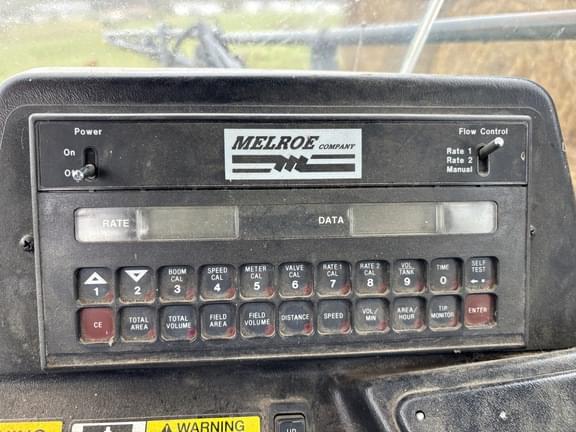 Power
On
Off
MELROE COMPANY
Flow Control
Rate 1
Rate 2
Manual
RATE
DATA
1
2
BOOM CAL 3
SPEED CAL 4
METER CAL 5
VALVE CAL 6
RATE 1 CAL 7
RATE 2 CAL 8
VOL TANK 9
TIME 0
SELF TEST
CE
TOTAL AREA
TOTAL VOLUME
FIELD AREA
FIELD VOLUME
DISTANCE
SPEED
VOL/MIN
AREA/HOUR
TIP MONITOR
ENTER
WARNING
UP